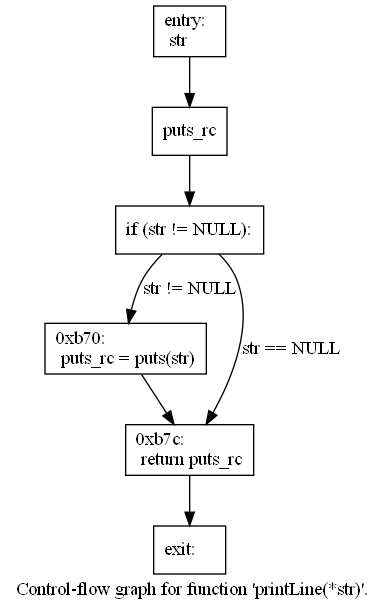 entry:
str
puts_rc
if (str != NULL):
str != NULL
0xb70:
puts_rc = puts(str)
str == NULL
0xb7c:
return puts_rc
exit:
Control-flow graph for function 'printLine(*str)'.